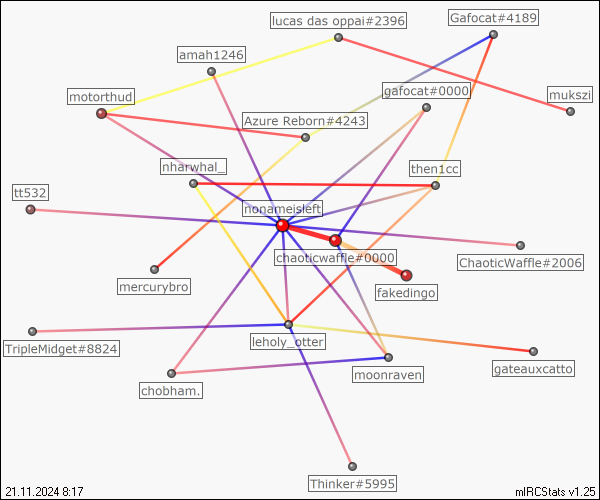 lucas das oppai#2396
Gafocat#4189
amah1246
motorthud
gafocat#0000
mukszi
Azure Reborn#4243
nharwhal_
then1cc
tt532
nonameisleft
chaoticwaffle#0000
ChaoticWaffle#2006
mercurybro
fakedingo
TripleMidget#8824
leholy_otter
moonraven
gateauxcatto
chobham.
Thinker#5995
21.11.2024 8:17
mIRCStats v1.25